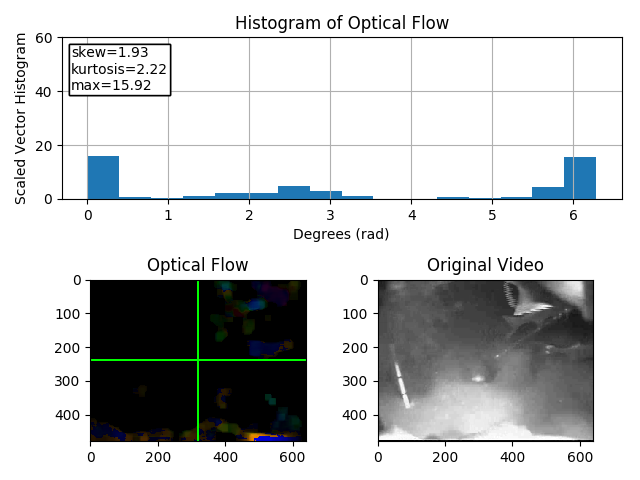 Histogram of Optical Flow
Scaled Vector Histogram
60
40
20
0
skew=1.93
kurtosis=2.22
max=15.92
0 1 2 3 4 5 6
Degrees (rad)
Optical Flow
0
100
200
300
400
0 200 400 600
Original Video
0
100
200
300
400
0 200 400 600